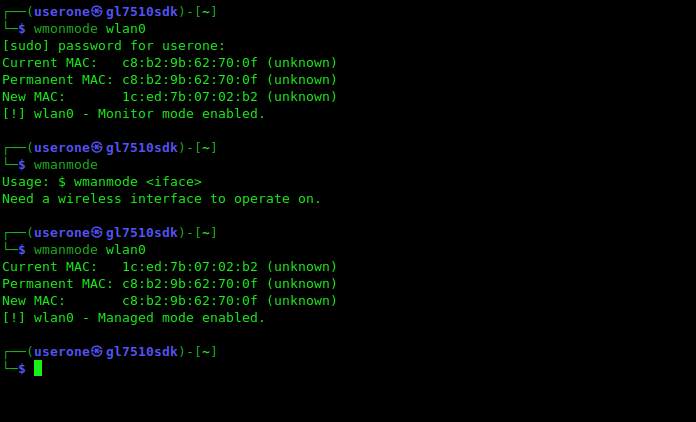 ┌──(userone㉿gl7510sdk)-[~]
└─$ wmonmode wlan0
[sudo] password for userone:
Current MAC:   c8:b2:9b:62:70:0f (unknown)
Permanent MAC: c8:b2:9b:62:70:0f (unknown)
New MAC:       1c:ed:7b:07:02:b2 (unknown)
[!] wlan0 - Monitor mode enabled.
┌──(userone㉿gl7510sdk)-[~]
└─$ wmanmode
Usage: $ wmanmode <iface>
Need a wireless interface to operate on.
┌──(userone㉿gl7510sdk)-[~]
└─$ wmanmode wlan0
Current MAC:   1c:ed:7b:07:02:b2 (unknown)
Permanent MAC: c8:b2:9b:62:70:0f (unknown)
New MAC:       c8:b2:9b:62:70:0f (unknown)
[!] wlan0 - Managed mode enabled.
┌──(userone㉿gl7510sdk)-[~]
└─$